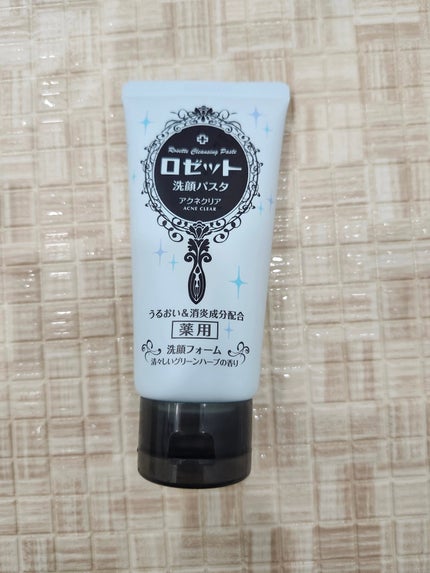 Rosette Cleansing Paste
ロゼット
洗顔パスタ
アクネクリア
ACNE CLEAR
うるおい&消炎成分配合
薬用
洗顔フォーム
清々しいグリーンハーブの香り